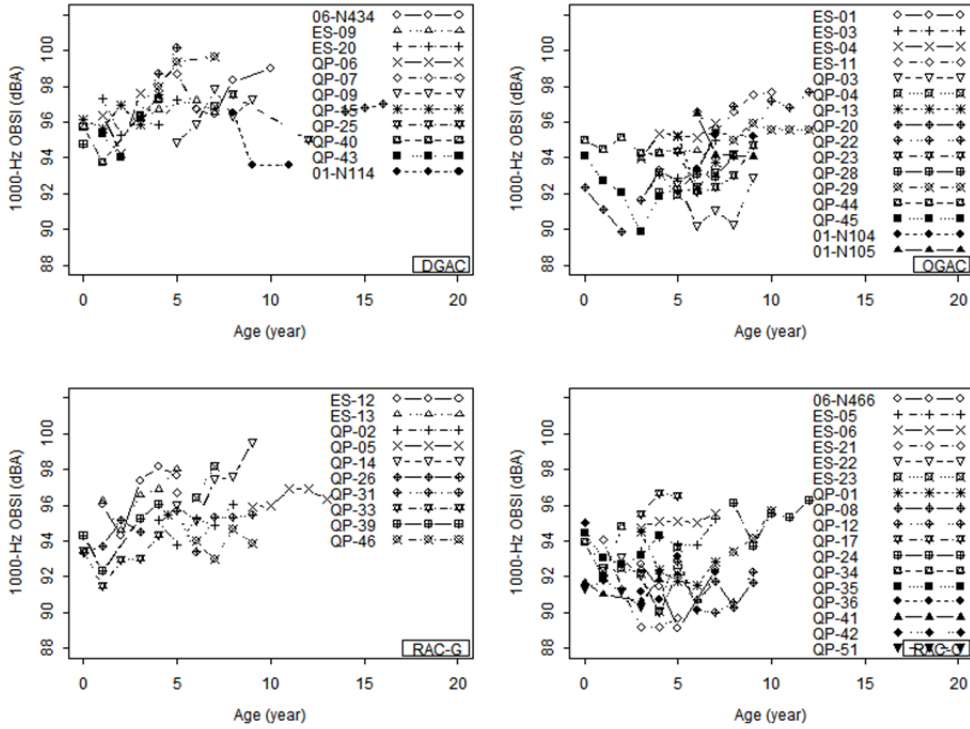 1000-Hz OBSI (dBA)
100
98
96
94
92
90
88
06-N434
ES-09
ES-20
QP-06
QP-07
QP-09
QP-15
QP-25
QP-40
QP-43
01-N114
DGAC
0 5 10 15 20
Age (year)
1000-Hz OBSI (dBA)
100
98
96
94
92
90
88
ES-01
ES-03
ES-04
ES-11
QP-03
QP-04
QP-13
QP-20
QP-22
QP-23
QP-28
QP-29
QP-44
QP-45
01-N104
01-N105
OGAC
0 5 10 15 20
Age (year)
1000-Hz OBSI (dBA)
100
98
96
94
92
90
88
ES-12
ES-13
QP-02
QP-05
QP-14
QP-26
QP-31
QP-33
QP-39
QP-46
RAC-G
0 5 10 15 20
Age (year)
1000-Hz OBSI (dBA)
100
98
96
94
92
90
88
06-N466
ES-05
ES-06
ES-21
ES-22
ES-23
QP-01
QP-08
QP-12
QP-17
QP-24
QP-34
QP-35
QP-36
QP-41
QP-42
QP-51
RAC-O
0 5 10 15 20
Age (year)